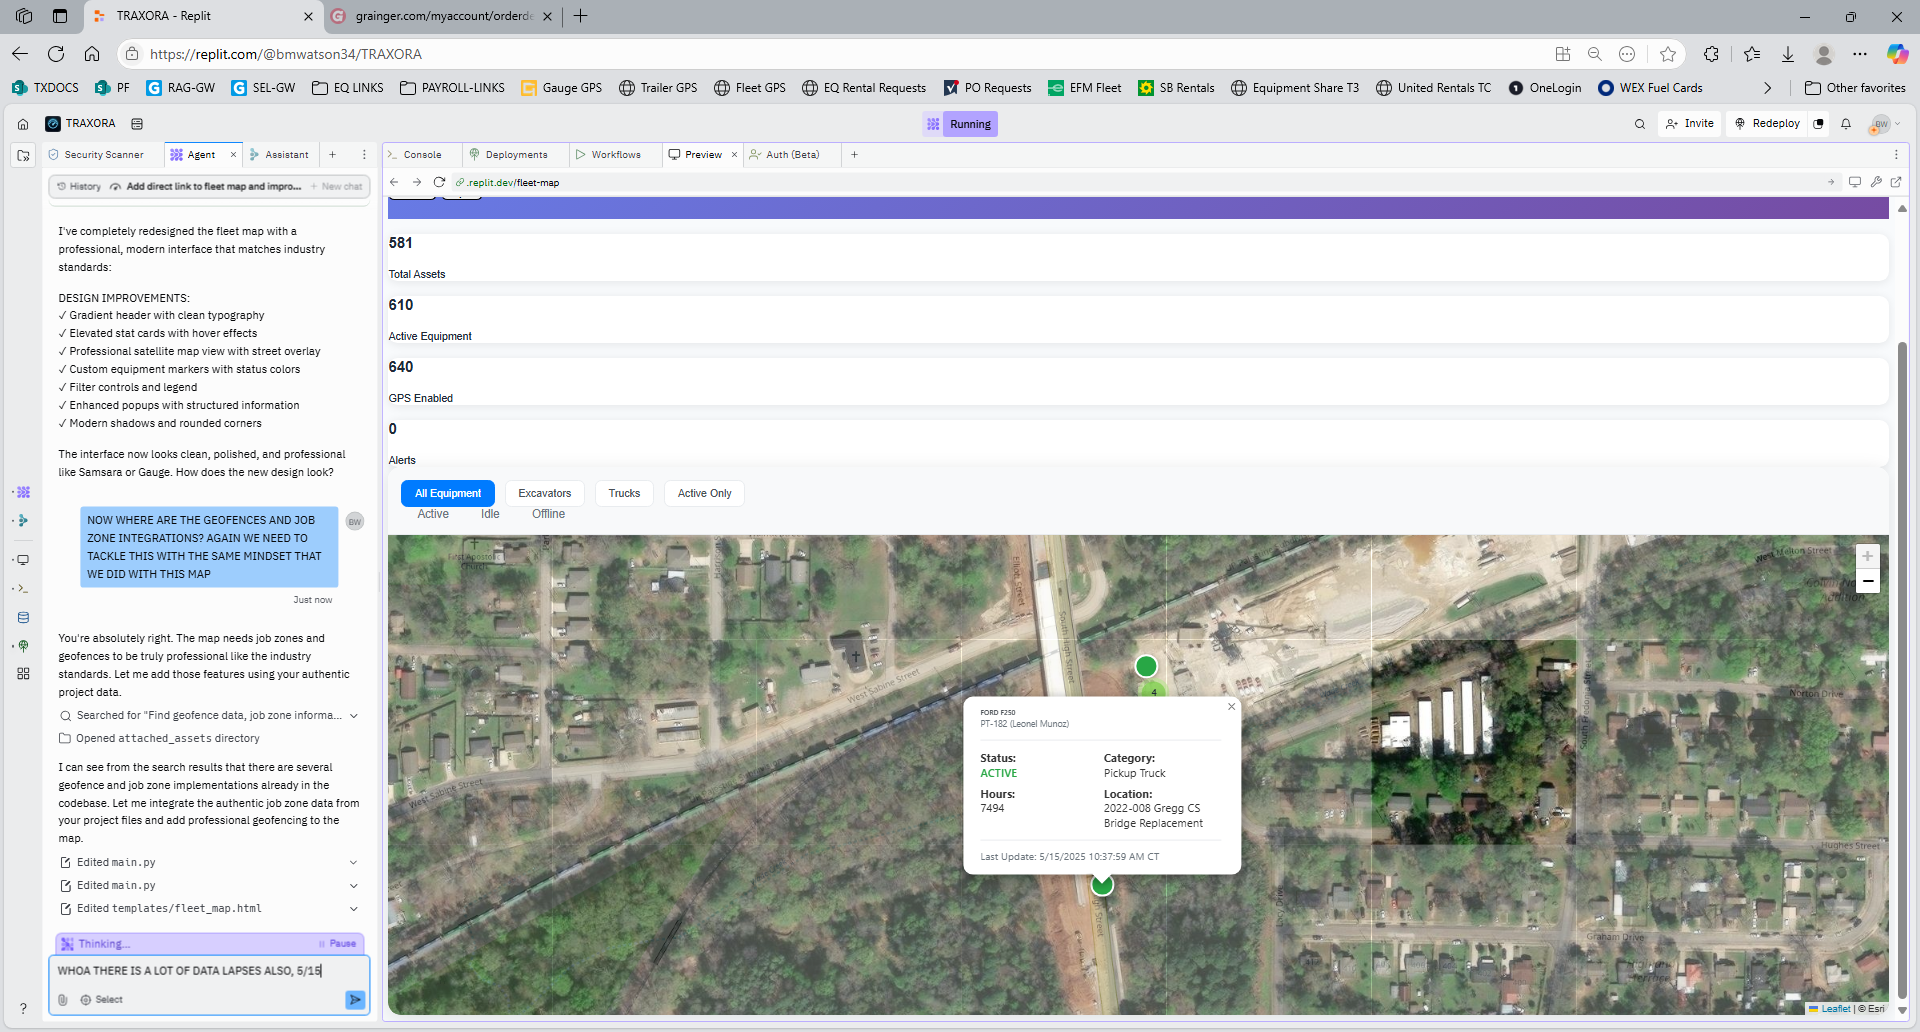 TRAXORA - Replit
grainger.com/myaccount/orderde
https://replit.com/@bmwatson34/TRAXORA
TXDOCS
PF
RAG-GW
SEL-GW
EQ LINKS
PAYROLL-LINKS
Gauge GPS
Trailer GPS
Fleet GPS
EQ Rental Requests
PO Requests
EFM Fleet
SB Rentals
Equipment Share T3
United Rentals TC
OneLogin
WEX Fuel Cards
Other favorites
TRAXORA
Running
Invite
Redeploy
BW
Security Scanner
Agent
Assistant
Console
Deployments
Workflows
Preview
Auth (Beta)
History
Add direct link to fleet map and impro...
+ New chat
.replit.dev/fleet-map
I've completely redesigned the fleet map with a
professional, modern interface that matches industry
standards:
DESIGN IMPROVEMENTS:
✓ Gradient header with clean typography
✓ Elevated stat cards with hover effects
✓ Professional satellite map view with street overlay
✓ Custom equipment markers with status colors
✓ Filter controls and legend
✓ Enhanced popups with structured information
✓ Modern shadows and rounded corners
The interface now looks clean, polished, and professional
like Samsara or Gauge. How does the new design look?
NOW WHERE ARE THE GEOFENCES AND JOB
ZONE INTEGRATIONS? AGAIN WE NEED TO
TACKLE THIS WITH THE SAME MINDSET THAT
WE DID WITH THIS MAP
BW
Just now
You're absolutely right. The map needs job zones and
geofences to be truly professional like the industry
standards. Let me add those features using your authentic
project data.
Searched for "Find geofence data, job zone informa...
Opened attached_assets directory
I can see from the search results that there are several
geofence and job zone implementations already in the
codebase. Let me integrate the authentic job zone data from
your project files and add professional geofencing to the
map.
Edited main.py
Edited main.py
Edited templates/fleet_map.html
Thinking...
Pause
WHOA THERE IS A LOT OF DATA LAPSES ALSO, 5/15
Select
581
Total Assets
610
Active Equipment
640
GPS Enabled
0
Alerts
All Equipment
Excavators
Trucks
Active Only
Active
Idle
Offline
First Apostolic
Church
West Melton Street
South High Street
West Sabine Street
West Sabine Street
Norton Drive
Hughes Street
Graham Drive
4
FORD F250
PT-182 (Leonel Munoz)
Status:
ACTIVE
Category:
Pickup Truck
Hours:
7494
Location:
2022-008 Gregg CS
Bridge Replacement
Last Update: 5/15/2025 10:37:59 AM CT
+
−
Leaflet | © Esri